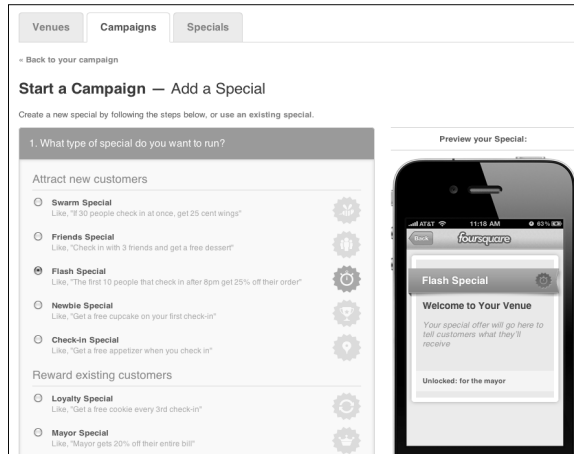 Venues Campaigns Specials
« Back to your campaign
Start a Campaign — Add a Special
Create a new special by following the steps below, or use an existing special.
1. What type of special do you want to run?
Attract new customers
Swarm Special
Like, "If 30 people check in at once, get 25 cent wings"
Friends Special
Like, "Check in with 3 friends and get a free dessert"
Flash Special
Like, "The first 10 people that check in after 8pm get 25% off their order"
Newbie Special
Like, "Get a free cupcake on your first check-in"
Check-in Special
Like, "Get a free appetizer when you check in"
Reward existing customers
Loyalty Special
Like, "Get a free cookie every 3rd check-in"
Mayor Special
Like, "Mayor gets 20% off their entire bill"
Preview your Special:
AT&T 11:18 AM 63%
Back foursquare
Flash Special
Welcome to Your Venue
Your special offer will go here to
tell customers what they'll
receive
Unlocked: for the mayor